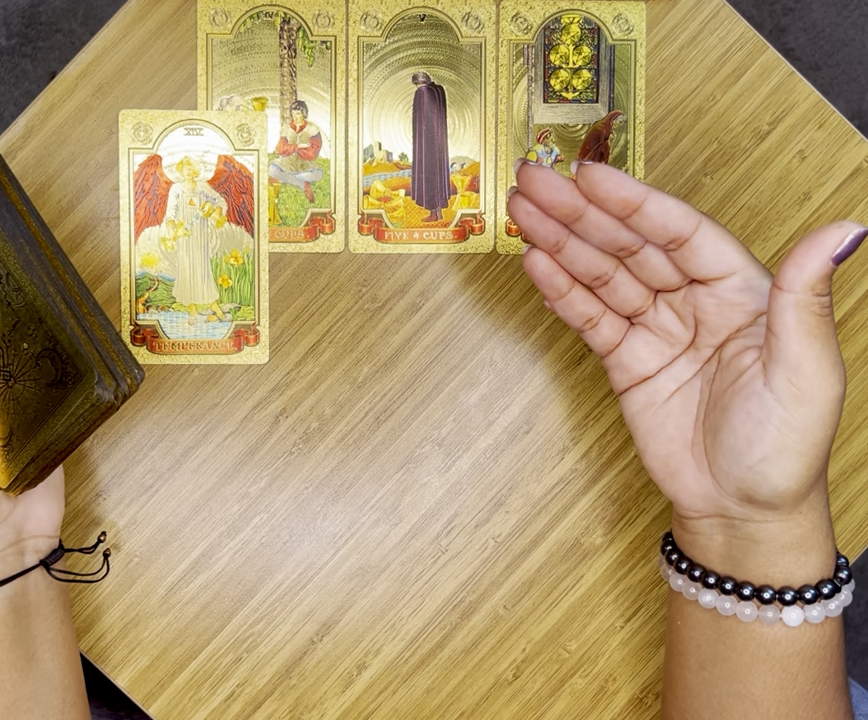 V
CUPS.
FIVE of CUPS.
XIV
TEMPERANCE.